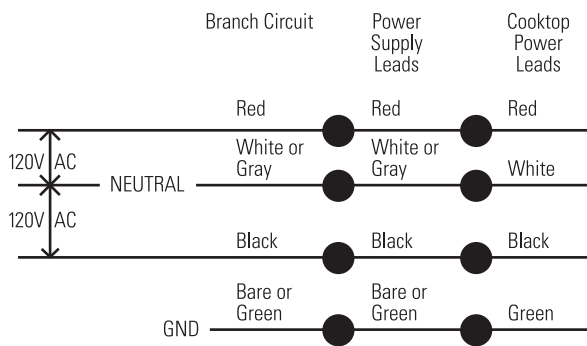 Branch Circuit
Power
Supply
Leads
Cooktop
Power
Leads
Red
Red
Red
120V AC
White or
Gray
White or
Gray
White
NEUTRAL
120V AC
Black
Black
Black
Bare or
Green
Bare or
Green
Green
GND